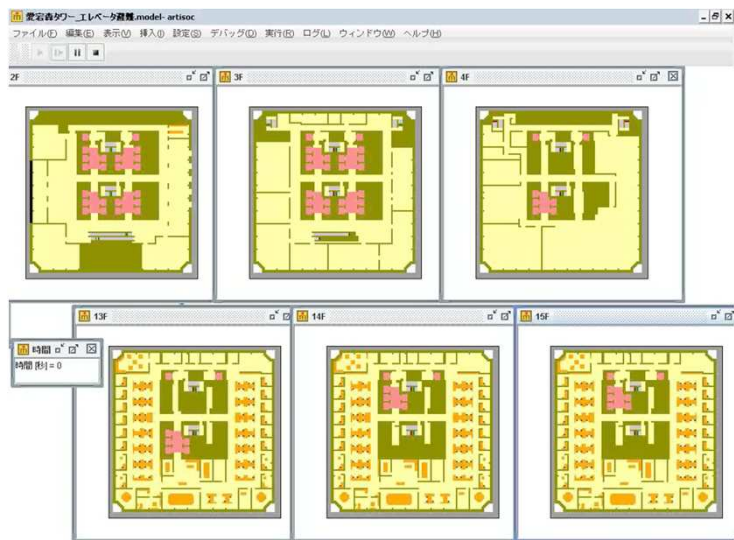 愛宕森タワー_エレベータ避難.model- artisoc
ファイル(F) 編集(E) 表示(V) 挿入(I) 設定(S) デバッグ(D) 実行(R) ログ(L) ウィンドウ(W) ヘルプ(H)
2F
3F
4F
13F
14F
15F
時間
時間 [秒] = 0